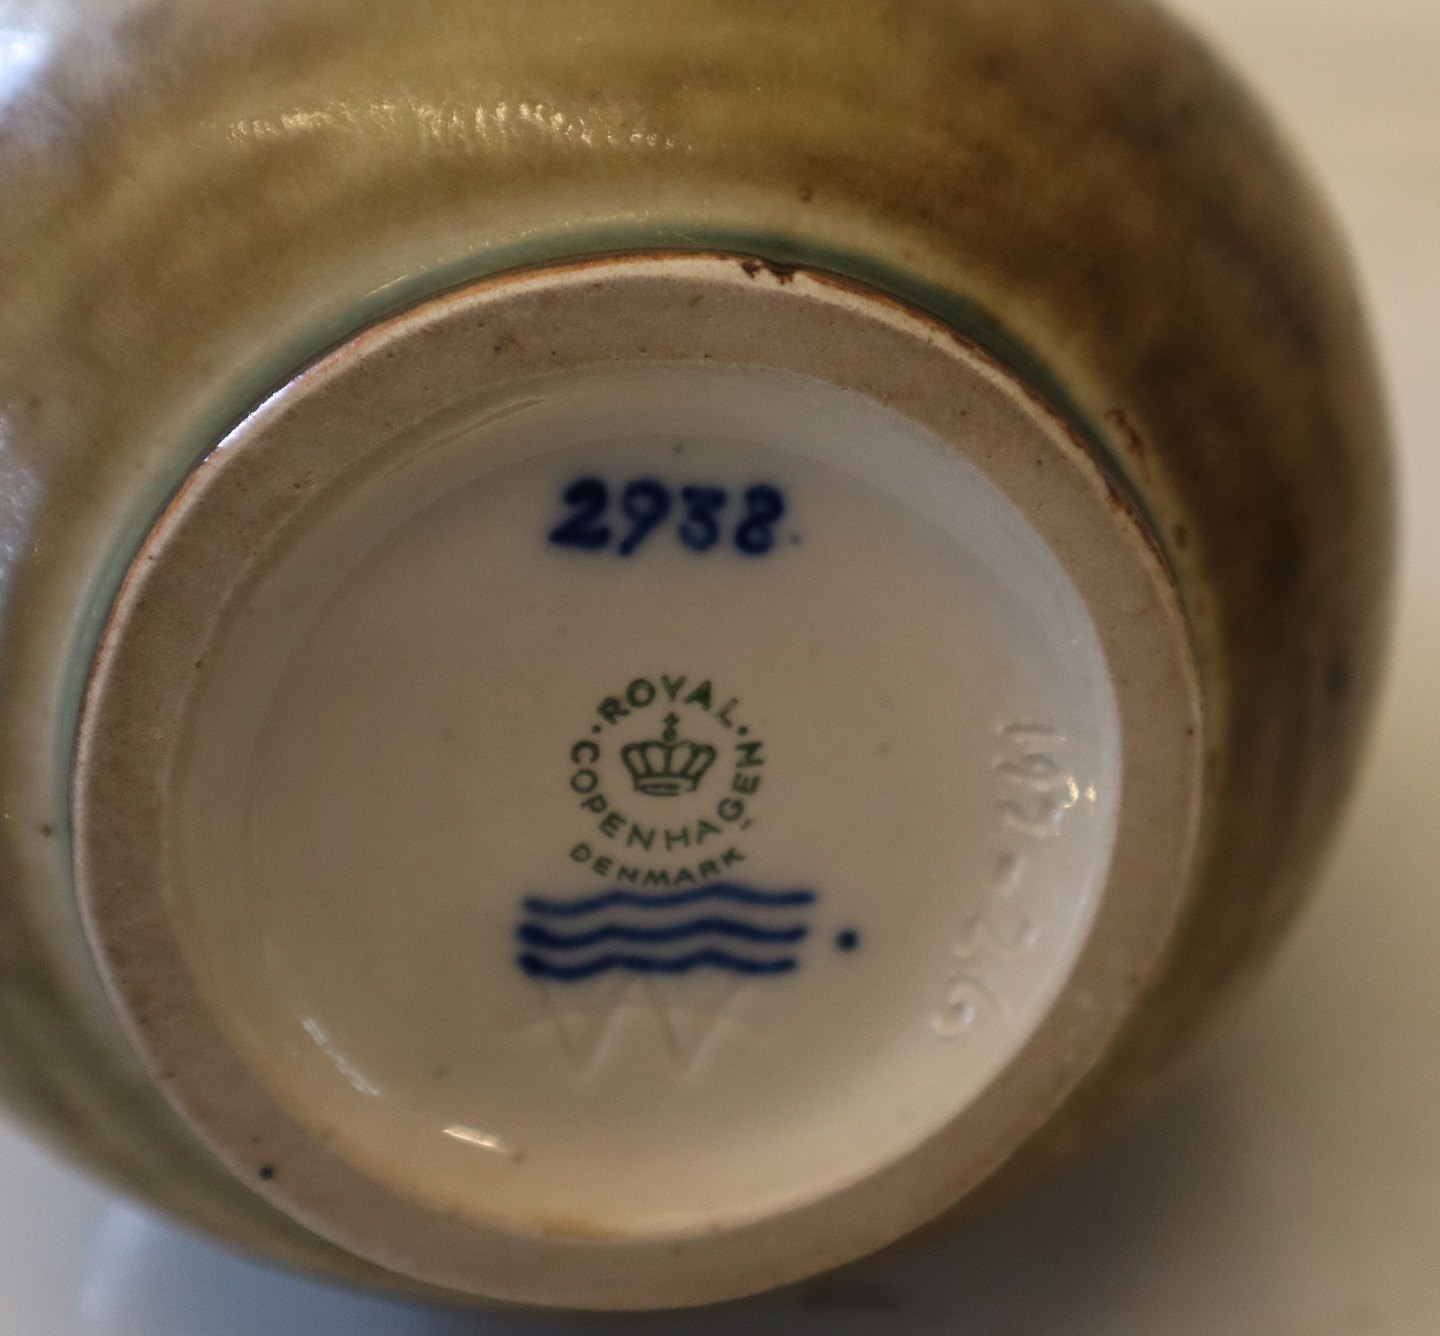 2938.
ROYAL
COPENHAGEN
DENMARK